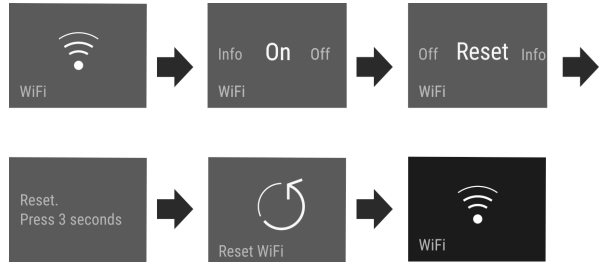 WiFi
Info On Off
WiFi
Off Reset Info
WiFi
Reset.
Press 3 seconds
Reset WiFi
WiFi